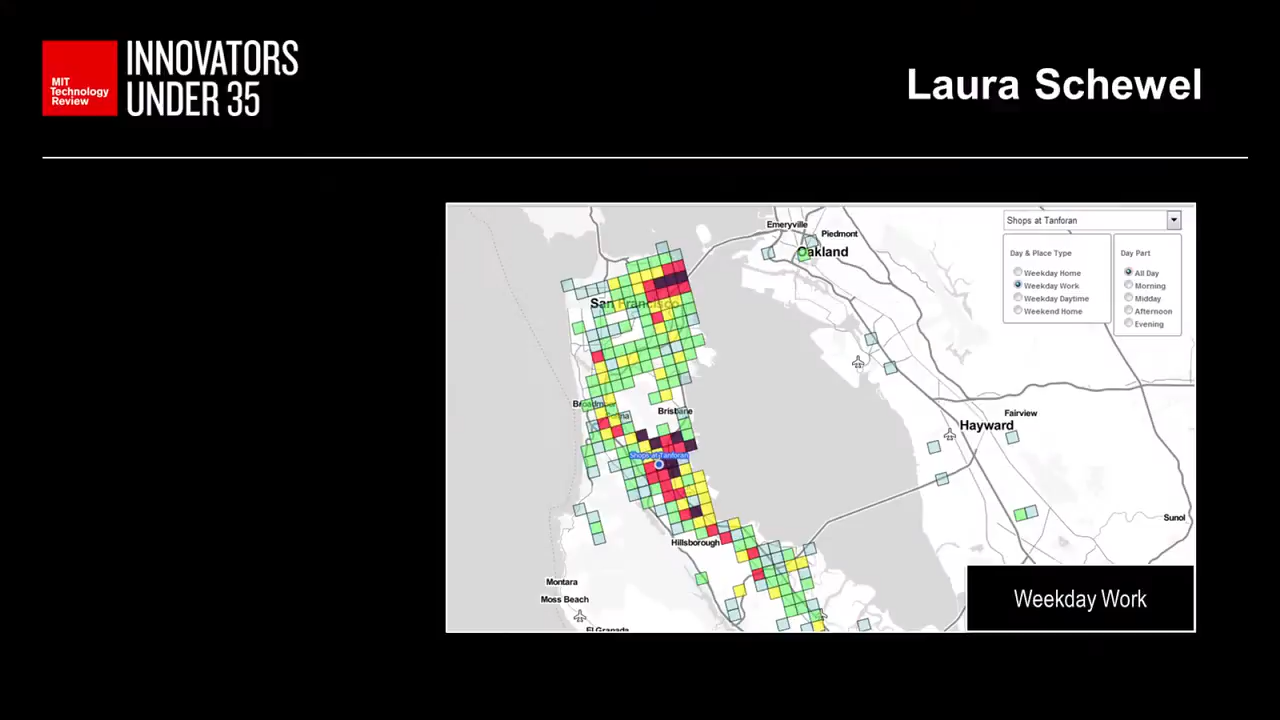 MIT
Technology
Review
INNOVATORS
UNDER 35
Laura Schewel
Shops at Tanforan
Day & Place Type
Weekday Home
Weekday Work
Weekday Daytime
Weekend Home
Day Part
All Day
Morning
Midday
Afternoon
Evening
Emeryville
Piedmont
Oakland
San Francisco
Broadmoor
Brisbane
Shops at Tanforan
Hayward
Fairview
Sunol
Hillsborough
Montara
Moss Beach
El Granada
Weekday Work